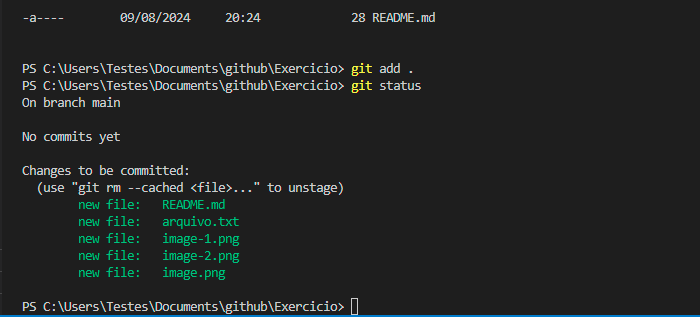 -a---- 09/08/2024 20:24 28 README.md
PS C:\Users\Testes\Documents\github\Exercicio> git add .
PS C:\Users\Testes\Documents\github\Exercicio> git status
On branch main
No commits yet
Changes to be committed:
(use "git rm --cached <file>..." to unstage)
new file: README.md
new file: arquivo.txt
new file: image-1.png
new file: image-2.png
new file: image.png
PS C:\Users\Testes\Documents\github\Exercicio>